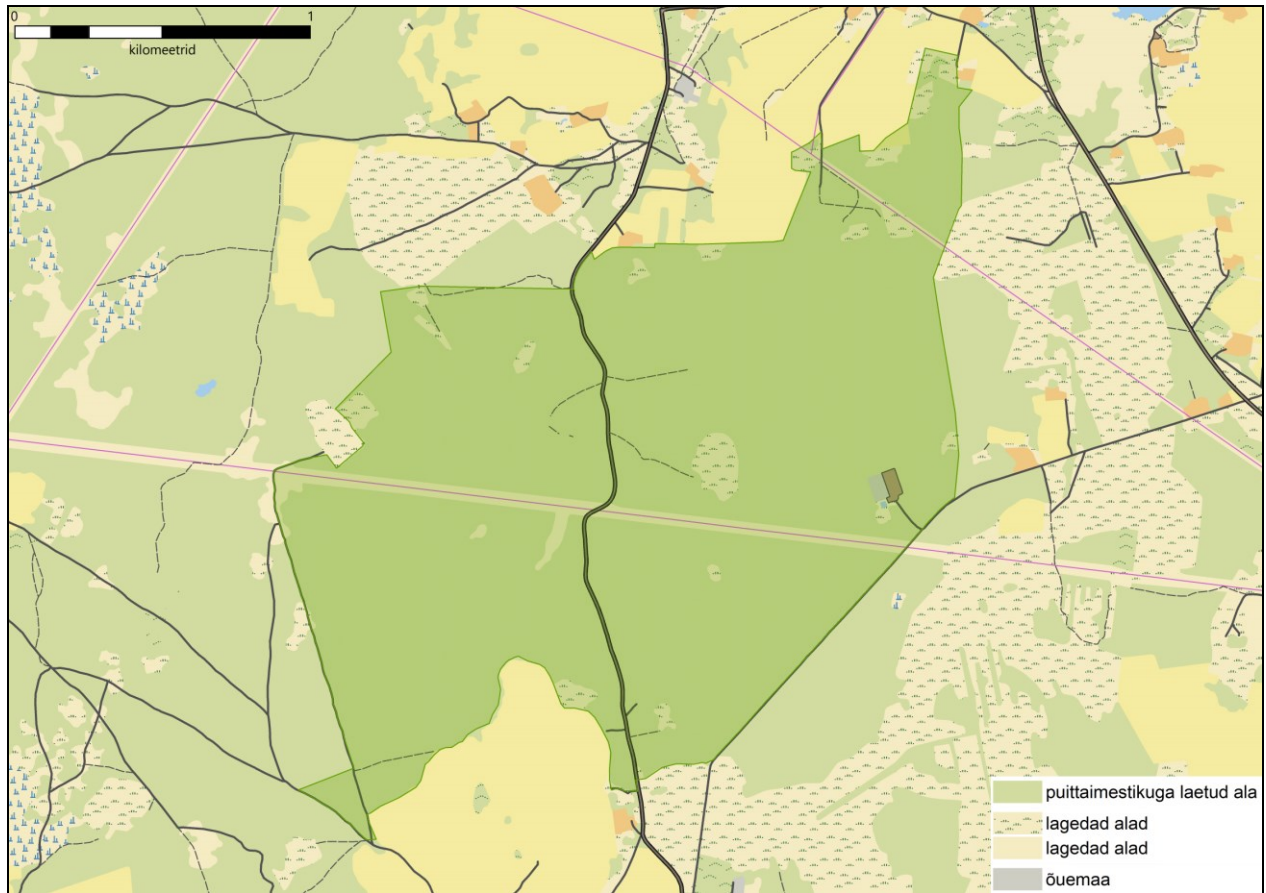 0 1
kilomeetrid
puittaimestikuga laetud ala
lagedad alad
lagedad alad
õuemaa